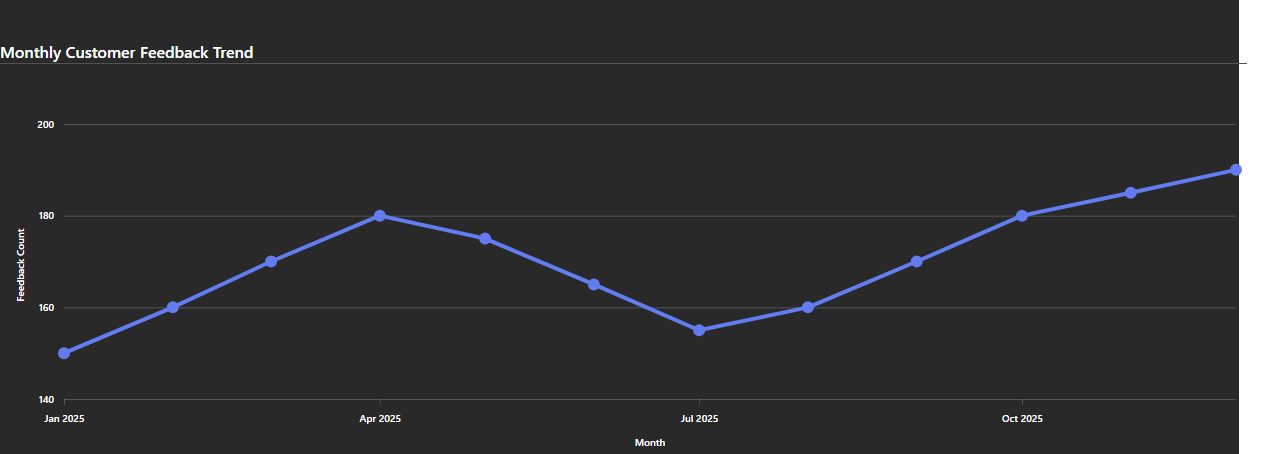 Monthly Customer Feedback Trend
200
180
160
140
Feedback Count
Jan 2025
Apr 2025
Jul 2025
Oct 2025
Month